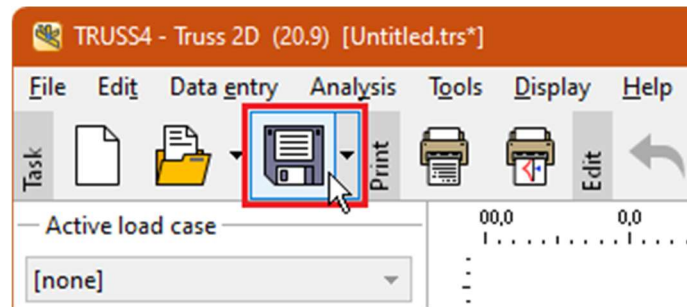 TRUSS4 - Truss 2D (20.9) [Untitled.trs*]
File Edit Data entry Analysis Tools Display Help
Task
Print
Edit
Active load case
00,0 0,0
[none]